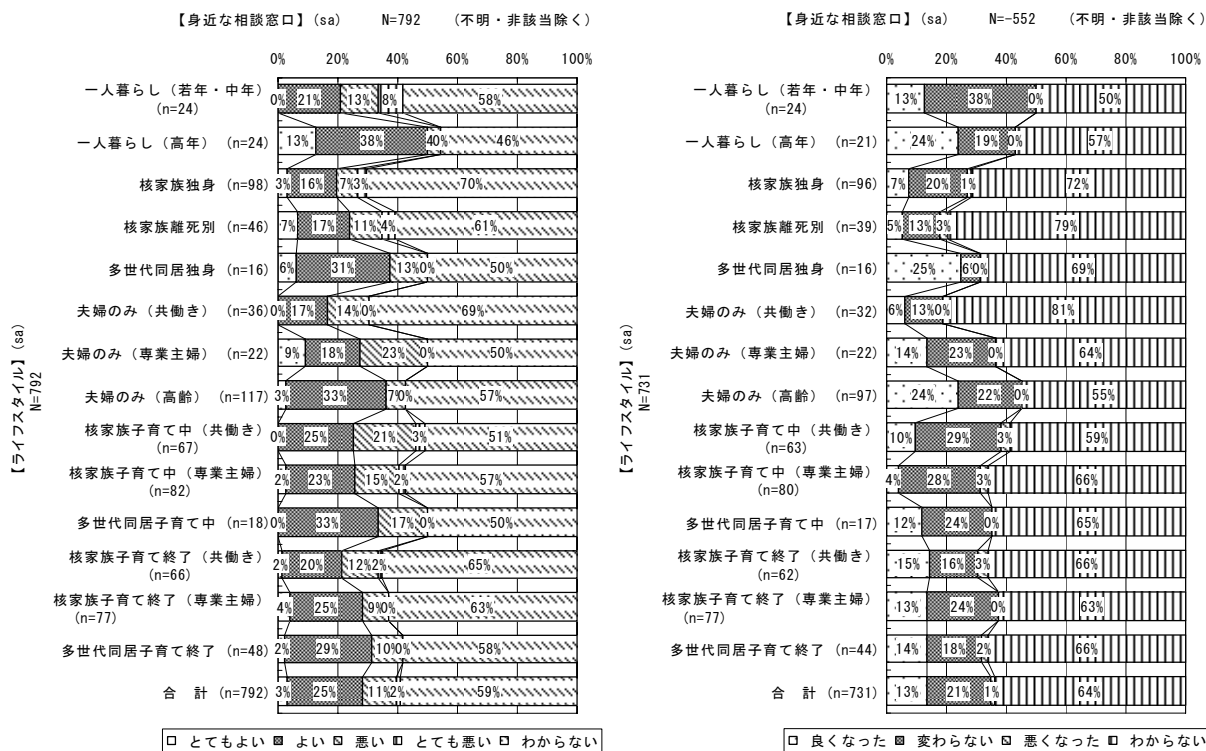 【身近な相談窓口】(sa) N=792 (不明・非該当除く)
0% 20% 40% 60% 80% 100%
【ライフスタイル】(sa)
N=792
一人暮らし(若年・中年)
(n=24)
0% 21% 13% 8% 58%
一人暮らし(高年) (n=24)
13% 38% 4 0% 46%
核家族独身 (n=98)
3% 16% 7% 3% 70%
核家族離死別 (n=46)
7% 17% 11% 4% 61%
多世代同居独身 (n=16)
6% 31% 13% 0% 50%
夫婦のみ(共働き) (n=36)
0% 17% 14% 0% 69%
夫婦のみ(専業主婦) (n=22)
9% 18% 23% 0% 50%
夫婦のみ(高齢) (n=117)
3% 33% 7 0% 57%
核家族子育て中(共働き)
(n=67)
0% 25% 21% 3% 51%
核家族子育て中(専業主婦)
(n=82)
2% 23% 15% 2% 57%
多世代同居子育て中 (n=18)
0% 33% 17% 0% 50%
核家族子育て終了(共働き)
(n=66)
2% 20% 12% 2% 65%
核家族子育て終了(専業主婦)
(n=77)
4% 25% 9% 0% 63%
多世代同居子育て終了 (n=48)
2% 29% 10% 0% 58%
合 計 (n=792)
3% 25% 11% 2% 59%
とてもよい よい 悪い とても悪い わからない
【身近な相談窓口】(sa) N=-552 (不明・非該当除く)
0% 20% 40% 60% 80% 100%
【ライフスタイル】(sa)
N=731
一人暮らし(若年・中年)
(n=24)
13% 38% 0% 50%
一人暮らし(高年) (n=21)
24% 19% 0% 57%
核家族独身 (n=96)
7% 20% 1% 72%
核家族離死別 (n=39)
5% 13% 3% 79%
多世代同居独身 (n=16)
25% 6% 0% 69%
夫婦のみ(共働き) (n=32)
6% 13% 0% 81%
夫婦のみ(専業主婦) (n=22)
14% 23% 0% 64%
夫婦のみ(高齢) (n=97)
24% 22% 0% 55%
核家族子育て中(共働き)
(n=63)
10% 29% 3% 59%
核家族子育て中(専業主婦)
(n=80)
4% 28% 3% 66%
多世代同居子育て中 (n=17)
12% 24% 0% 65%
核家族子育て終了(共働き)
(n=62)
15% 16% 3% 66%
核家族子育て終了(専業主婦)
(n=77)
13% 24% 0% 63%
多世代同居子育て終了 (n=44)
14% 18% 2% 66%
合 計 (n=731)
13% 21% 1% 64%
良くなった 変わらない 悪くなった わからない